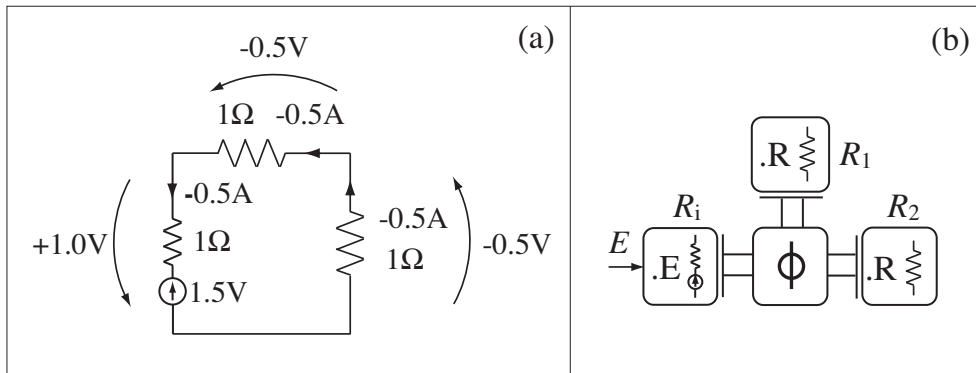 (a)
-0.5V
1Ω -0.5A
-0.5A
1Ω
+1.0V
1.5V
-0.5A
1Ω
-0.5V
(b)
.R R1
Ri
E
.E
Φ
R2
.R